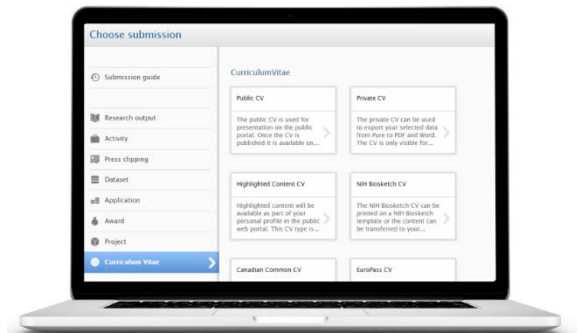 Choose submission
Submission guide
Research output
Activity
Press clipping
Dataset
Application
Award
Project
Curriculum Vitae
CurriculumVitae
Public CV
The public CV is used for
presentation on the public
portal. Once the CV is
published it is available on...
Private CV
The private CV can be used
to export your selected data
from Pure to PDF and Word.
The CV is only visible for...
Highlighted Content CV
Highlighted content will be
available as part of your
personal profile in the public
web portal. This CV type is...
NIH Biosketch CV
The NIH Biosketch CV can be
printed on a NIH Biosketch
template or the content can
be transferred to your...
Canadian Common CV
EuroPass CV